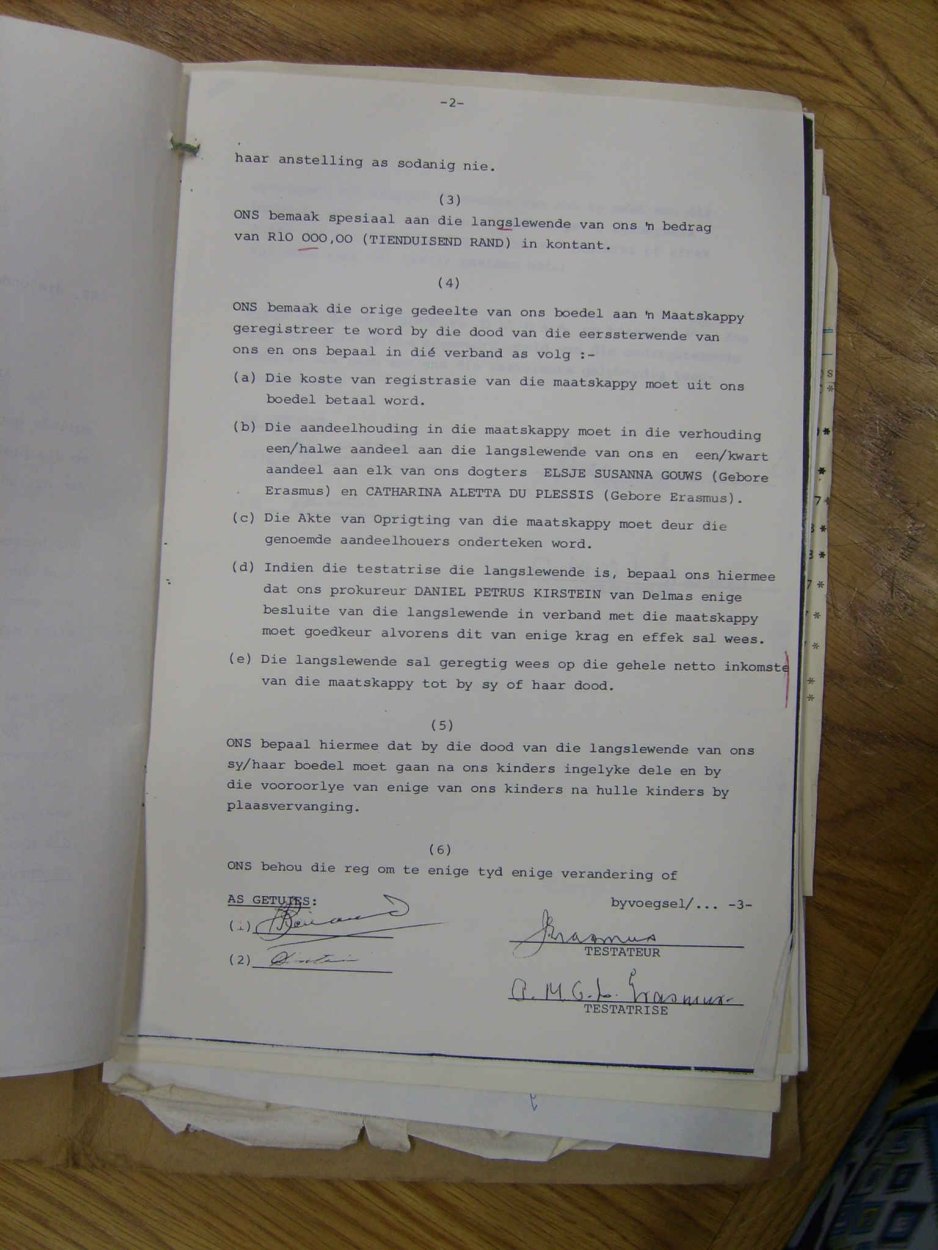 -2-
haar anstelling as sodanig nie.
(3)
ONS bemaak spesiaal aan die langslewende van ons 'n bedrag
van R10 000,00 (TIENDUISEND RAND) in kontant.
(4)
ONS bemaak die orige gedeelte van ons boedel aan 'n Maatskappy
geregistreer te word by die dood van die eerssterwende van
ons en ons bepaal in dié verband as volg :-
(a) Die koste van registrasie van die maatskappy moet uit ons
boedel betaal word.
(b) Die aandeelhouding in die maatskappy moet in die verhouding
een/halwe aandeel aan die langslewende van ons en een/kwart
aandeel aan elk van ons dogters ELSJE SUSANNA GOUWS (Gebore
Erasmus) en CATHARINA ALETTA DU PLESSIS (Gebore Erasmus).
(c) Die Akte van Oprigting van die maatskappy moet deur die
genoemde aandeelhouers onderteken word.
(d) Indien die testatrise die langslewende is, bepaal ons hiermee
dat ons prokureur DANIEL PETRUS KIRSTEIN van Delmas enige
besluite van die langslewende in verband met die maatskappy
moet goedkeur alvorens dit van enige krag en effek sal wees.
(e) Die langslewende sal geregtig wees op die gehele netto inkomste
van die maatskappy tot by sy of haar dood.
(5)
ONS bepaal hiermee dat by die dood van die langslewende van ons
sy/haar boedel moet gaan na ons kinders ingelyke dele en by
die vooroorlye van enige van ons kinders na hulle kinders by
plaasvervanging.
(6)
ONS behou die reg om te enige tyd enige verandering of
AS GETUIES:
byvoegsel/... -3-
(1)
Erasmus
TESTATEUR
(2)
A. M. C. L. Erasmus
TESTATRISE